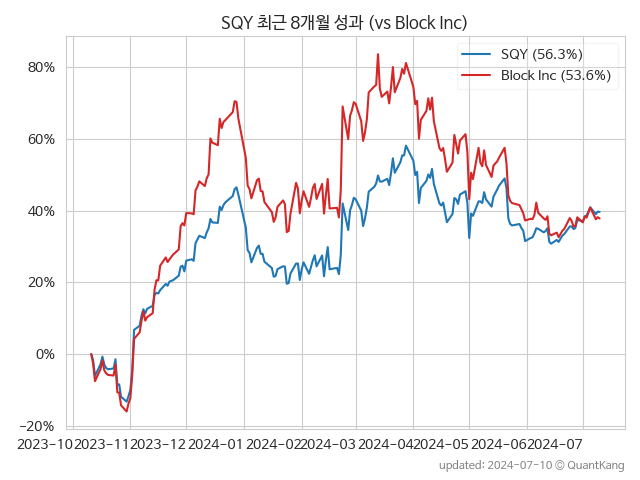 SQY 최근 8개월 성과 (vs Block Inc)
SQY (56.3%)
Block Inc (53.6%)
80%
60%
40%
20%
0%
−20%
2023-10 2023-11 2023-12 2024-01 2024-02 2024-03 2024-04 2024-05 2024-06 2024-07
updated: 2024-07-10 © QuantKang